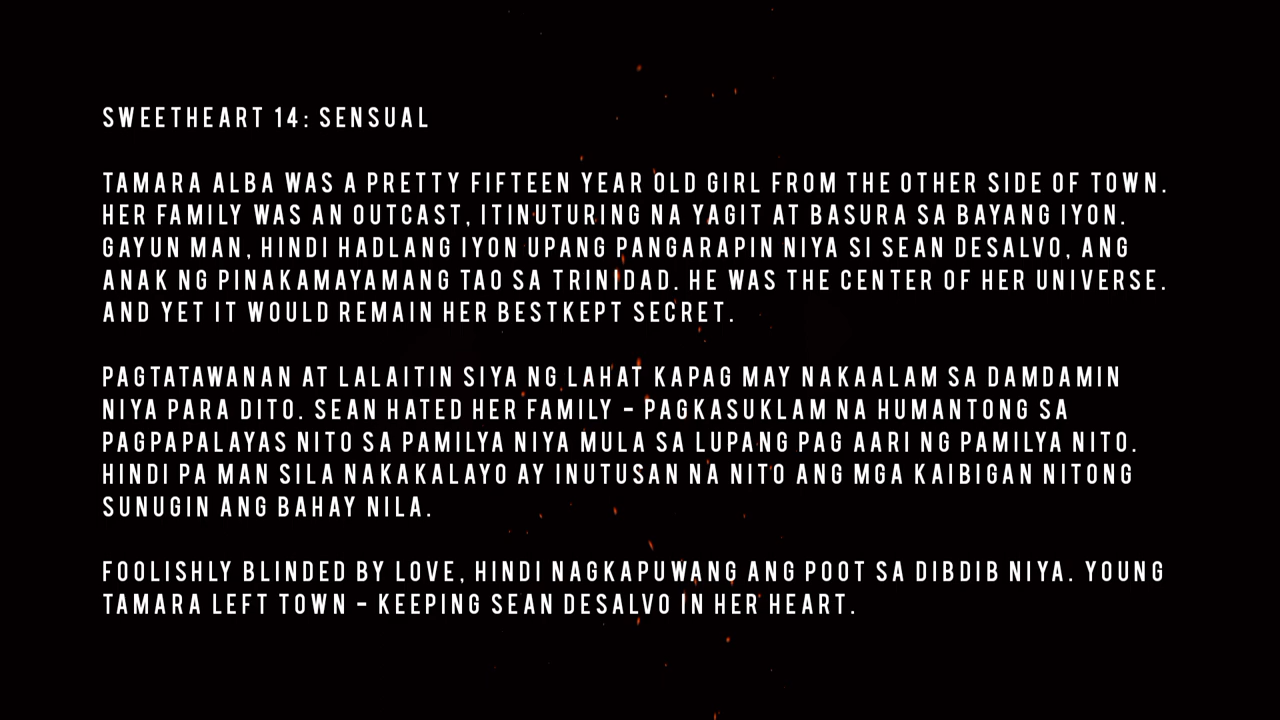 SWEETHEART 14: SENSUAL
TAMARA ALBA WAS A PRETTY FIFTEEN YEAR OLD GIRL FROM THE OTHER SIDE OF TOWN.
HER FAMILY WAS AN OUTCAST, ITINUTURING NA YAGIT AT BASURA SA BAYANG IYON.
GAYUN MAN, HINDI HADLANG IYON UPANG PANGARAPIN NIYA SI SEAN DESALVO, ANG
ANAK NG PINAKAMAYAMANG TAO SA TRINIDAD. HE WAS THE CENTER OF HER UNIVERSE.
AND YET IT WOULD REMAIN HER BESTKEPT SECRET.
PAGTATAWANAN AT LALAITIN SIYA NG LAHAT KAPAG MAY NAKAALAM SA DAMDAMIN
NIYA PARA DITO. SEAN HATED HER FAMILY - PAGKASUKLAM NA HUMANTONG SA
PAGPAPALAYAS NITO SA PAMILYA NIYA MULA SA LUPANG PAG AARI NG PAMILYA NITO.
HINDI PA MAN SILA NAKAKALAYO AY INUTUSAN NA NITO ANG MGA KAIBIGAN NITONG
SUNUGIN ANG BAHAY NILA.
FOOLISHLY BLINDED BY LOVE, HINDI NAGKAPUWANG ANG POOT SA DIBDIB NIYA. YOUNG
TAMARA LEFT TOWN - KEEPING SEAN DESALVO IN HER HEART.